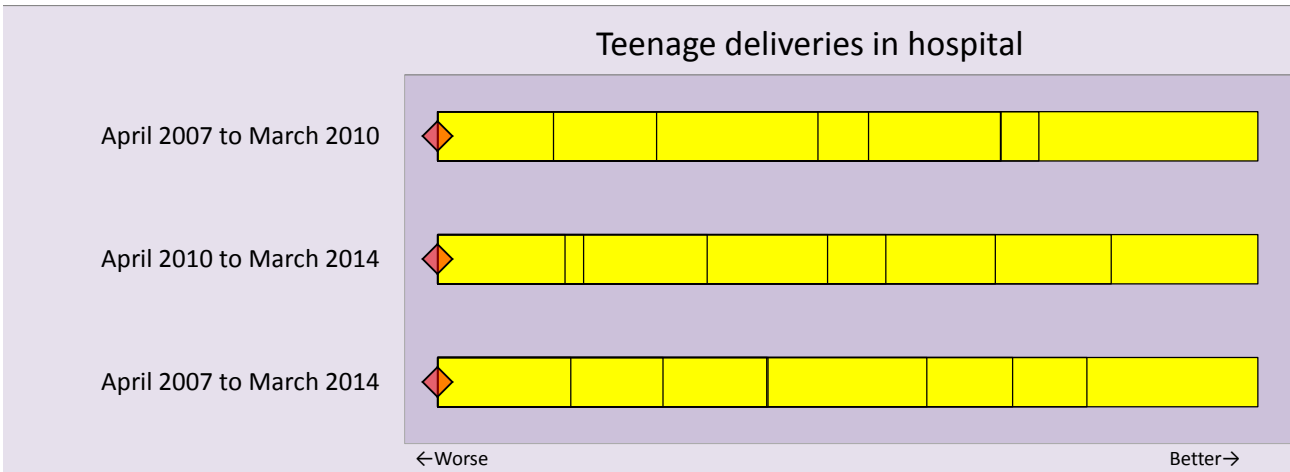 Teenage deliveries in hospital
April 2007 to March 2010
April 2010 to March 2014
April 2007 to March 2014
←Worse
Better→